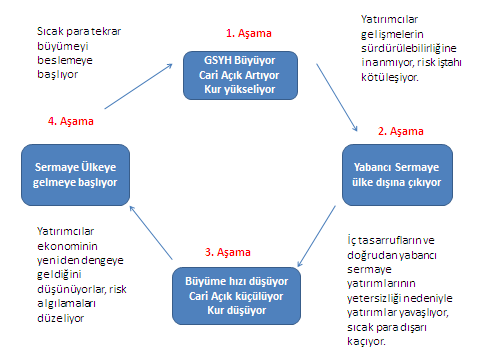 1. Aşama
GSYH Büyüyor
Cari Açık Artıyor
Kur yükseliyor
Yatırımcılar
gelişmelerin
sürdürülebilirliğine
inanmıyor, risk iştahı
kötüleşiyor.
2. Aşama
Yabancı Sermaye
ülke dışına çıkıyor
İç tasarrufların ve
doğrudan yabancı
sermaye
yatırımlarının
yetersizliği nedeniyle
yatırımlar yavaşlıyor,
sıcak para dışarı
kaçıyor.
3. Aşama
Büyüme hızı düşüyor
Cari Açık küçülüyor
Kur düşüyor
Yatırımcılar
ekonominin
yeniden dengeye
geldiğini
düşünüyorlar, risk
algılamaları
düzeliyor
4. Aşama
Sermaye Ülkeye
gelmeye başlıyor
Sıcak para tekrar
büyümeyi
beslemeye
başlıyor